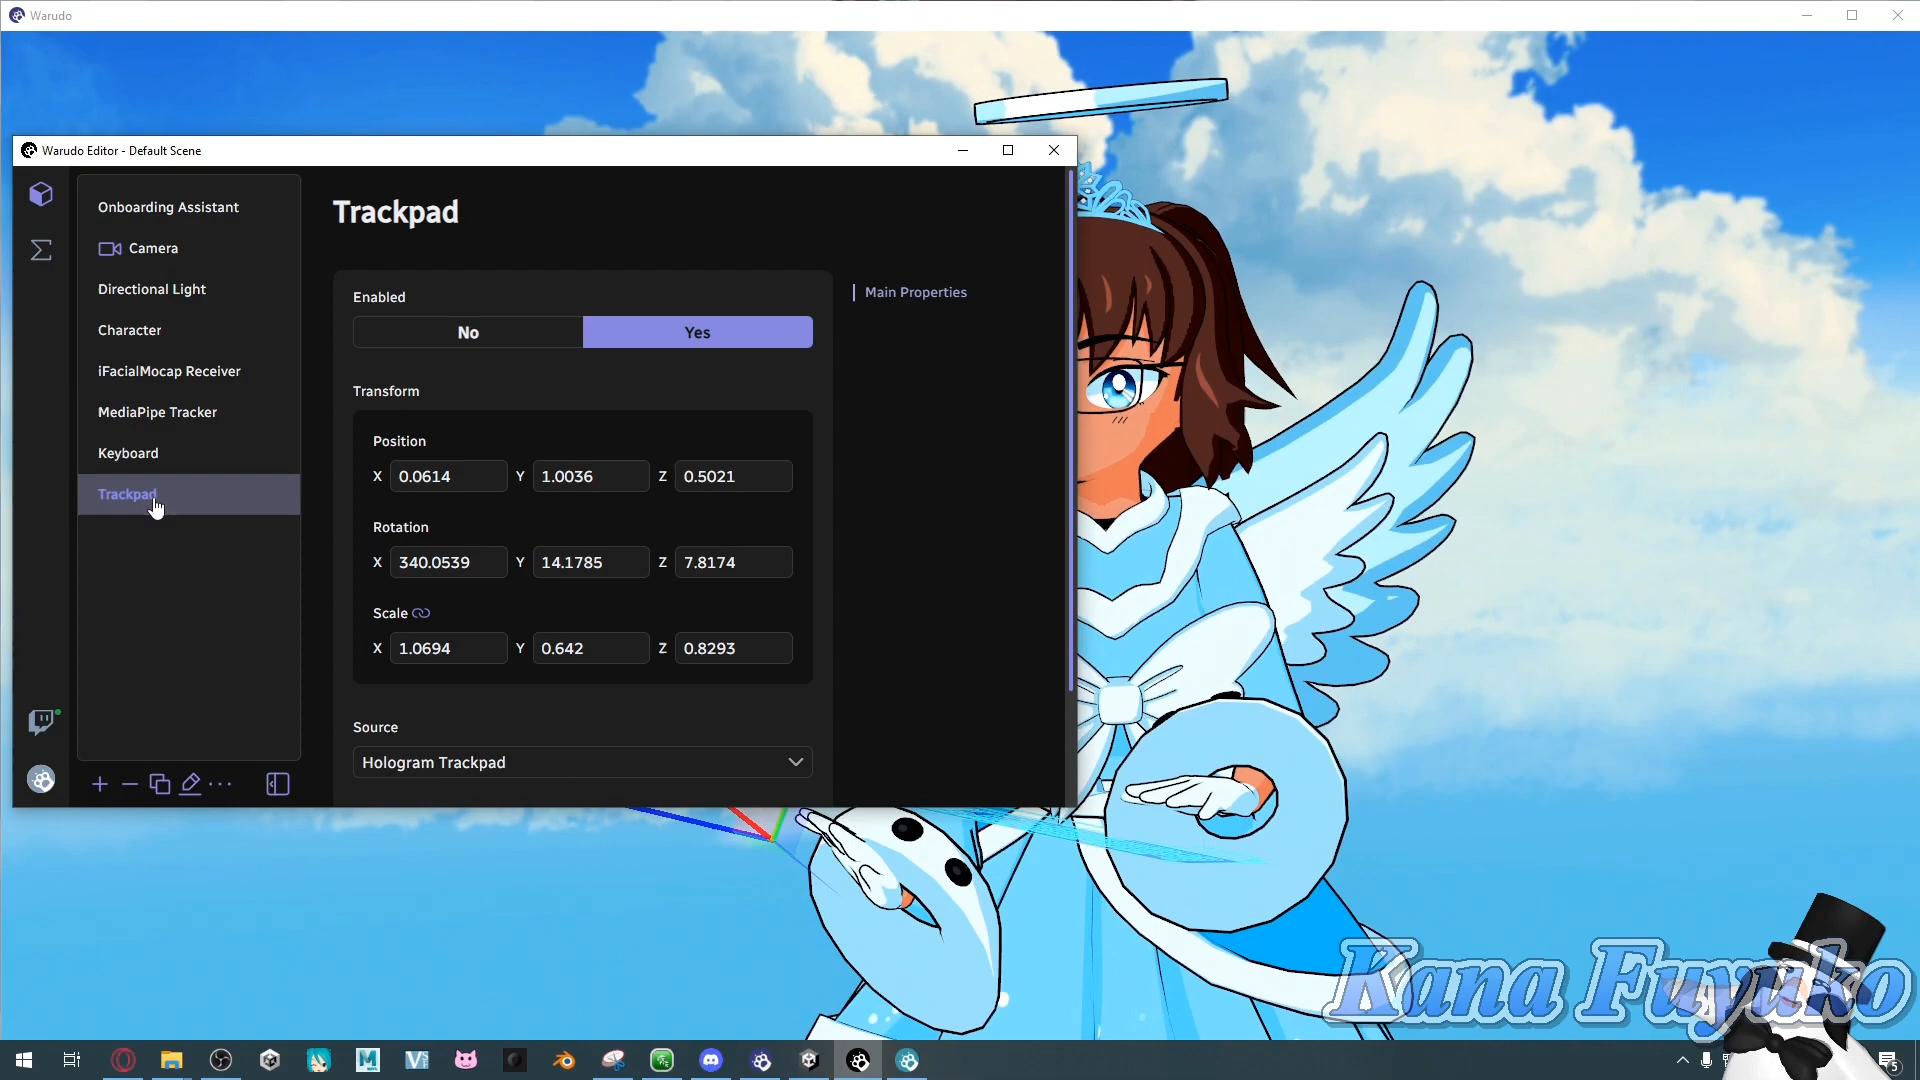 Warudo
Warudo Editor - Default Scene
Onboarding Assistant
Camera
Directional Light
Character
iFacialMocap Receiver
MediaPipe Tracker
Keyboard
Trackpad
Trackpad
Enabled
No Yes
Main Properties
Transform
Position
X 0.0614 Y 1.0036 Z 0.5021
Rotation
X 340.0539 Y 14.1785 Z 7.8174
Scale
X 1.0694 Y 0.642 Z 0.8293
Source
Hologram Trackpad
Kana Fuyuko
5